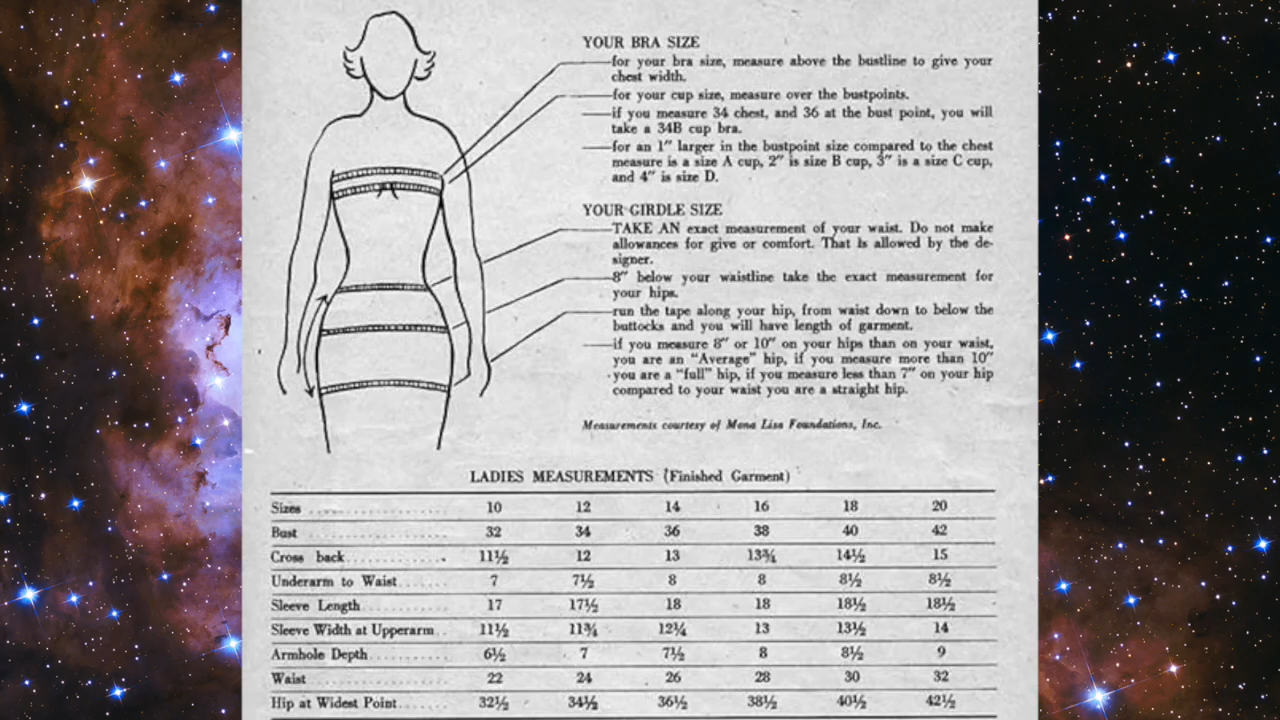 YOUR BRA SIZE
for your bra size, measure above the bustline to give your
chest width.
for your cup size, measure over the bustpoints.
if you measure 34 chest, and 36 at the bust point, you will
take a 34B cup bra.
for an 1" larger in the bustpoint size compared to the chest
measure is a size A cup, 2" is size B cup, 3" is a size C cup,
and 4" is size D.
YOUR GIRDLE SIZE
TAKE AN exact measurement of your waist. Do not make
allowances for give or comfort. That is allowed by the de-
signer.
8" below your waistline take the exact measurement for
your hips.
run the tape along your hip, from waist down to below the
buttocks and you will have length of garment.
if you measure 8" or 10" on your hips than on your waist,
you are an "Average" hip, if you measure more than 10"
you are a "full" hip, if you measure less than 7" on your hip
compared to your waist you are a straight hip.
Measurements courtesy of Mona Lisa Foundations, Inc.
LADIES MEASUREMENTS (Finished Garment)
Sizes 10 12 14 16 18 20
Bust 32 34 36 38 40 42
Cross back 11½ 12 13 13¾ 14½ 15
Underarm to Waist 7 7½ 8 8 8½ 8½
Sleeve Length 17 17½ 18 18 18½ 18½
Sleeve Width at Upperarm 11½ 11¾ 12¼ 13 13½ 14
Armhole Depth 6½ 7 7½ 8 8½ 9
Waist 22 24 26 28 30 32
Hip at Widest Point 32½ 34½ 36½ 38½ 40½ 42½